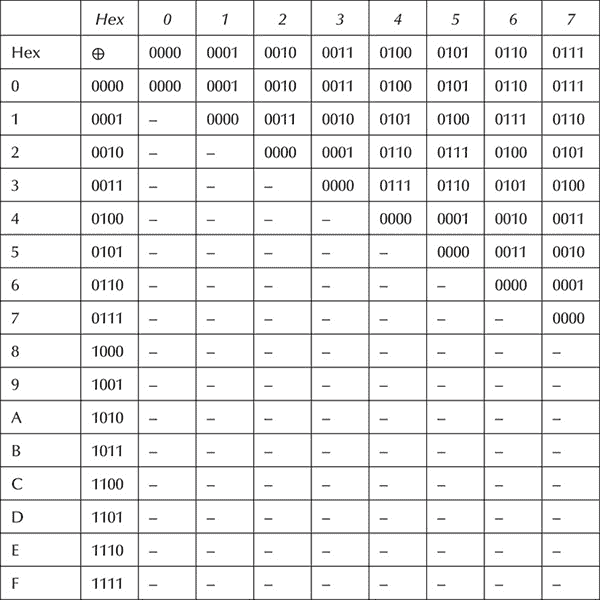 Hex 0 1 2 3 4 5 6 7
Hex ⊕ 0000 0001 0010 0011 0100 0101 0110 0111
0 0000 0000 0001 0010 0011 0100 0101 0110 0111
1 0001 – 0000 0011 0010 0101 0100 0111 0110
2 0010 – – 0000 0001 0110 0111 0100 0101
3 0011 – – – 0000 0111 0110 0101 0100
4 0100 – – – – 0000 0001 0010 0011
5 0101 – – – – – 0000 0011 0010
6 0110 – – – – – – 0000 0001
7 0111 – – – – – – – 0000
8 1000 – – – – – – – –
9 1001 – – – – – – – –
A 1010 – – – – – – – –
B 1011 – – – – – – – –
C 1100 – – – – – – – –
D 1101 – – – – – – – –
E 1110 – – – – – – – –
F 1111 – – – – – – – –